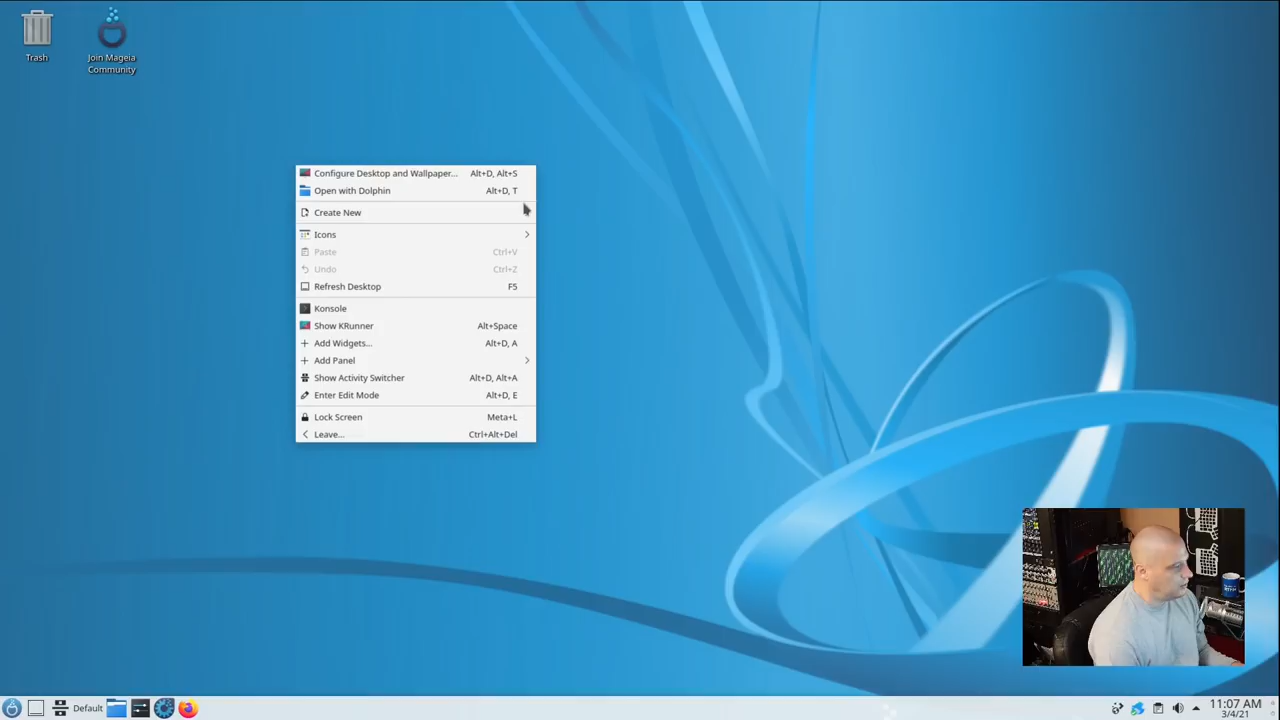 Trash
Join Mageia
Community
Configure Desktop and Wallpaper... Alt+D, Alt+S
Open with Dolphin Alt+D, T
Create New
Icons
Paste Ctrl+V
Undo Ctrl+Z
Refresh Desktop F5
Konsole
Show KRunner Alt+Space
Add Widgets... Alt+D, A
Add Panel
Show Activity Switcher Alt+D, Alt+A
Enter Edit Mode Alt+D, E
Lock Screen Meta+L
Leave... Ctrl+Alt+Del
Default
11:07 AM
3/4/21